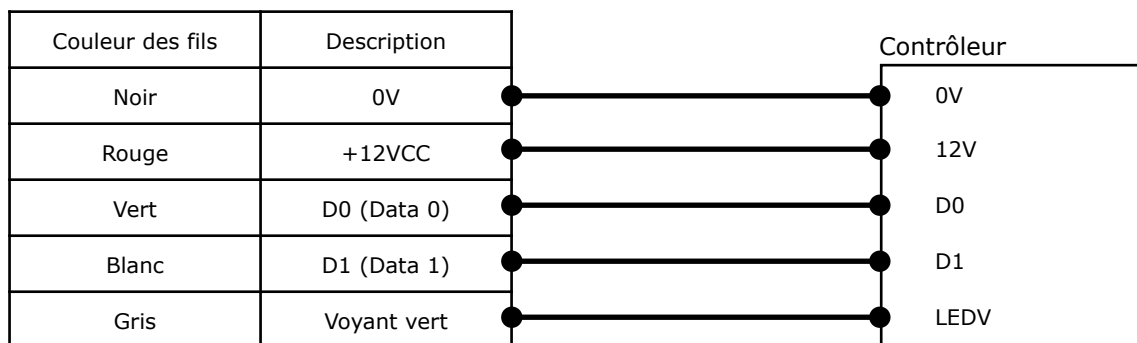 Couleur des fils Description Contrôleur
Noir 0V 0V
Rouge +12VCC 12V
Vert D0 (Data 0) D0
Blanc D1 (Data 1) D1
Gris Voyant vert LEDV